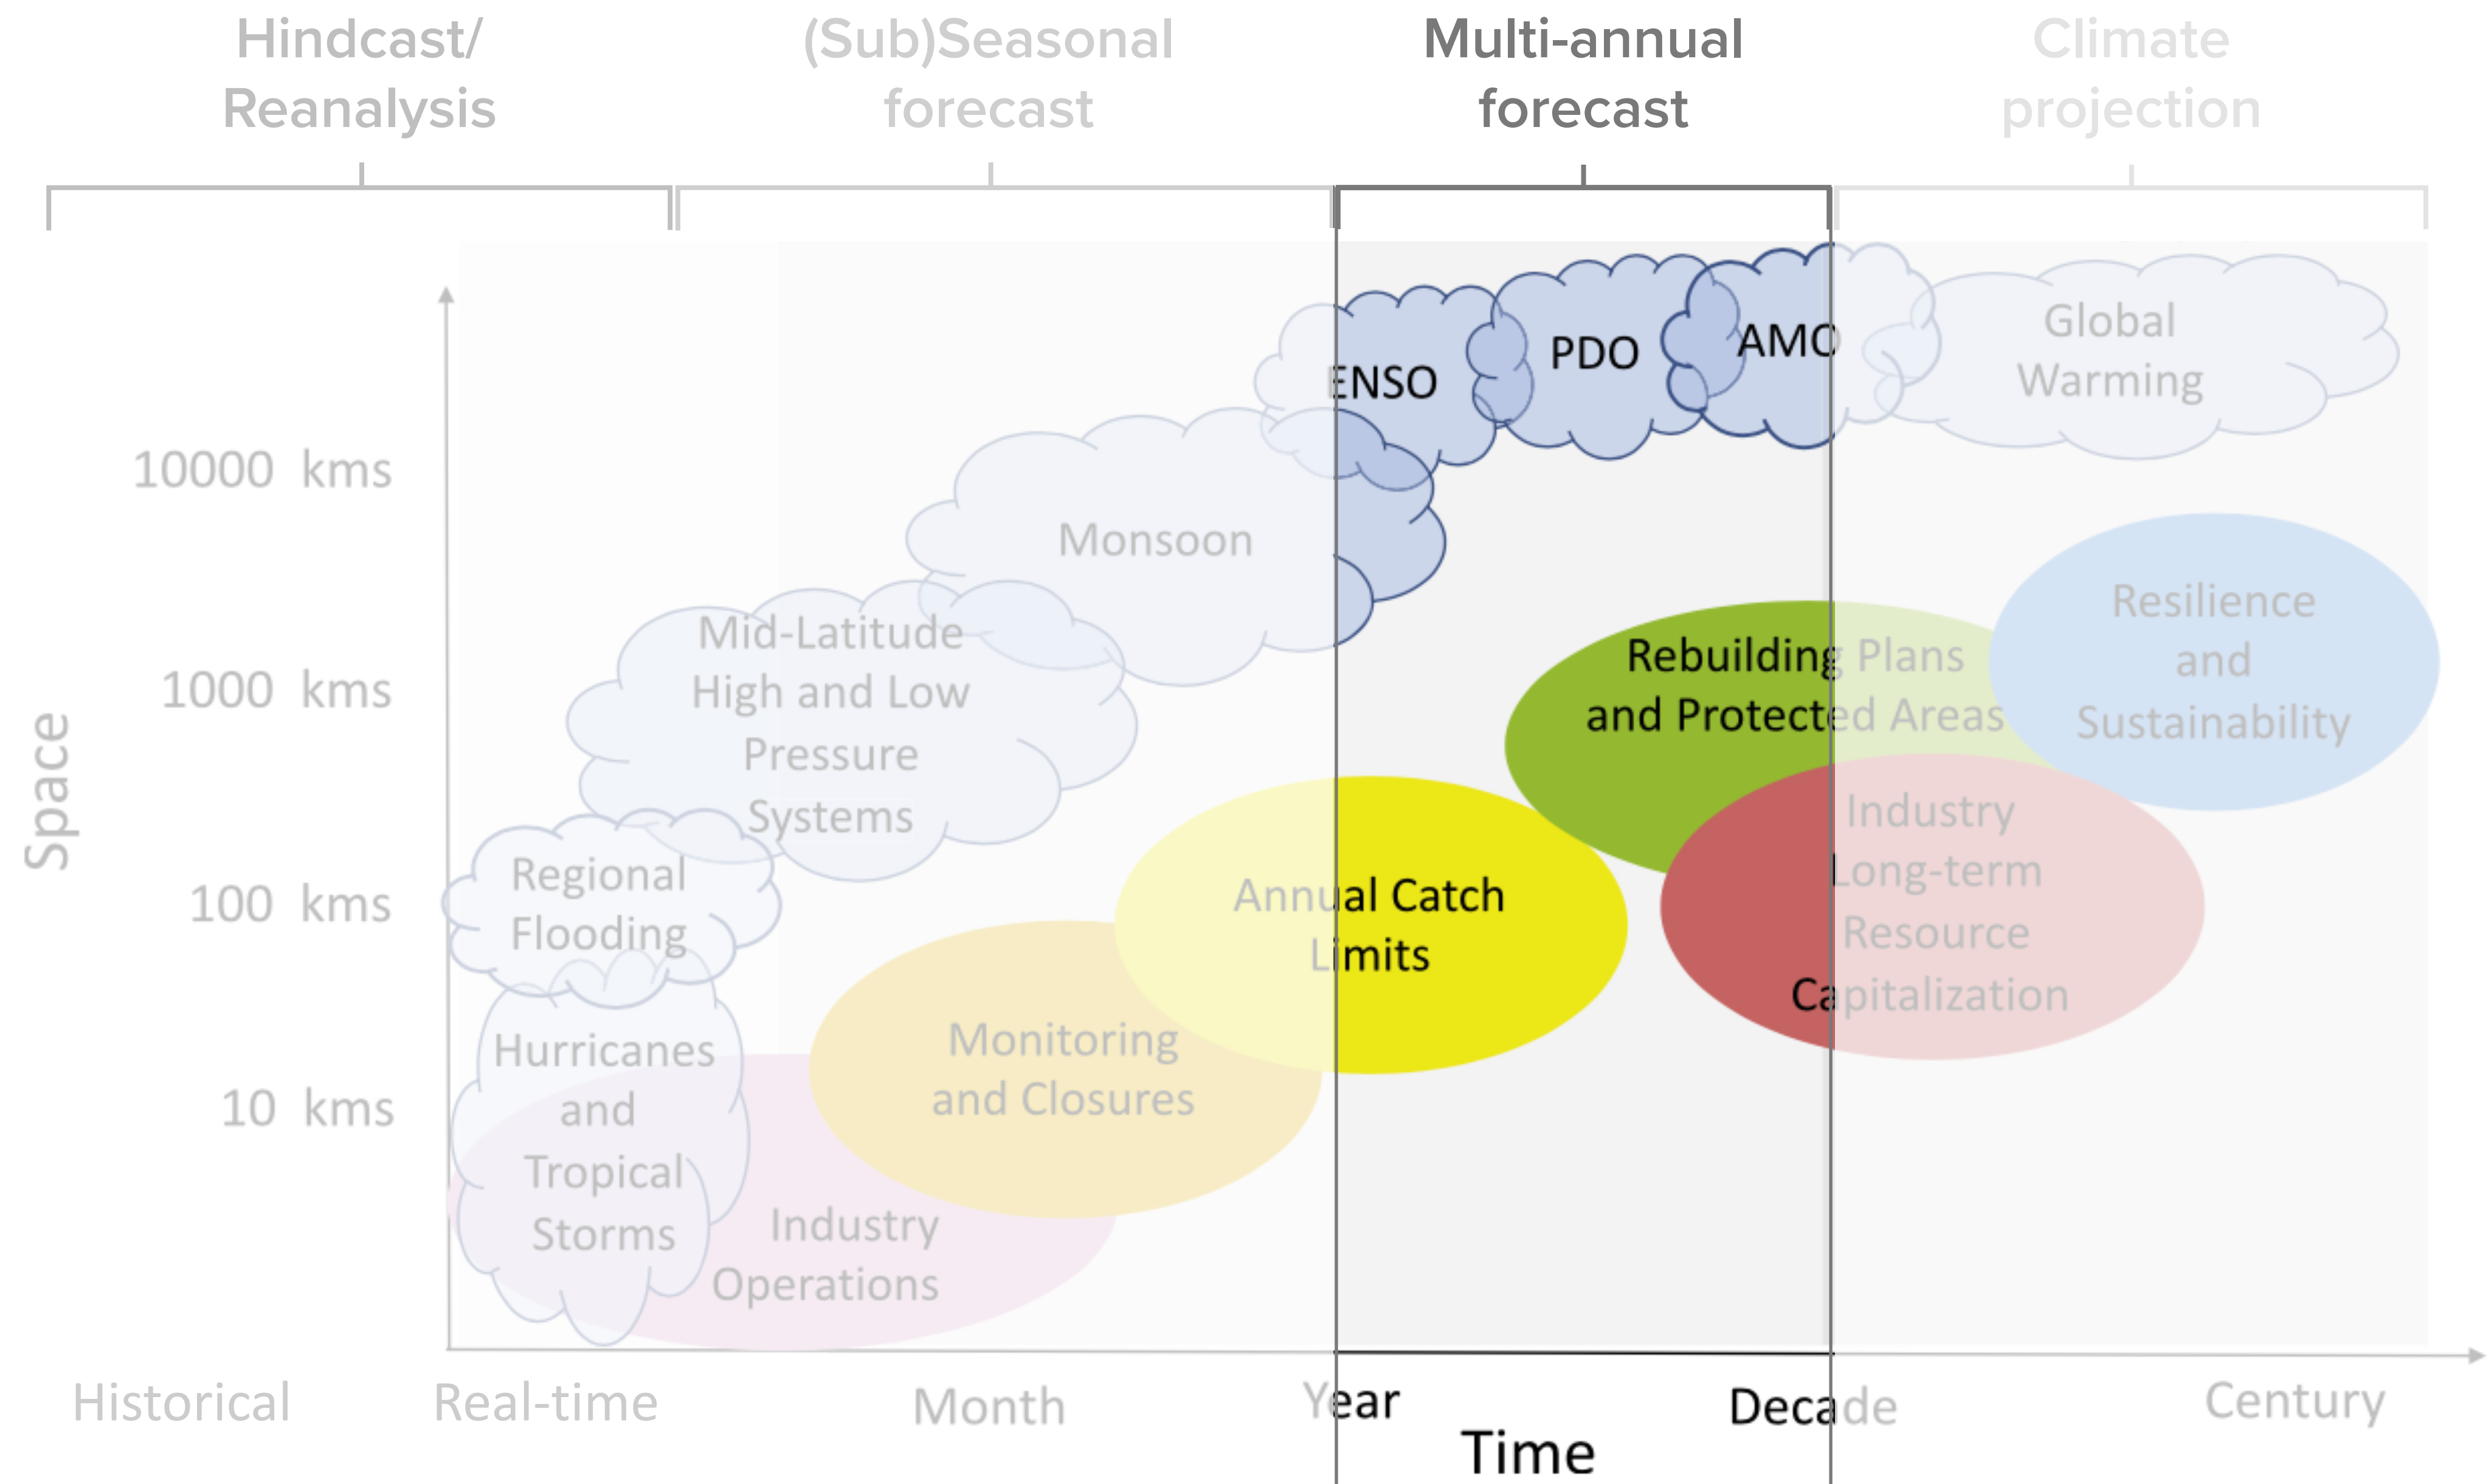 Hindcast/
Reanalysis
(Sub)Seasonal
forecast
Multi-annual
forecast
Climate
projection
Space
10000 kms
1000 kms
100 kms
10 kms
ENSO
PDO
AMO
Global
Warming
Monsoon
Mid-Latitude
High and Low
Pressure
Systems
Regional
Flooding
Hurricanes
and
Tropical
Storms
Industry
Operations
Monitoring
and Closures
Annual Catch
Limits
Rebuilding Plans
and Protected Areas
Industry
Long-term
Resource
Capitalization
Resilience
and
Sustainability
Historical
Real-time
Month
Year
Decade
Century
Time